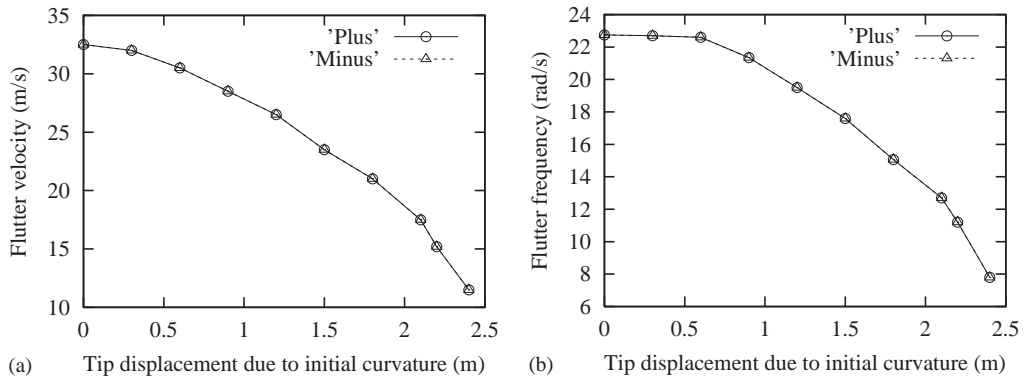 35
30
25
20
15
10
Flutter velocity (m/s)
'Plus'
'Minus'
0 0.5 1 1.5 2 2.5
(a) Tip displacement due to initial curvature (m)
24
22
20
18
16
14
12
10
8
6
Flutter frequency (rad/s)
'Plus'
'Minus'
0 0.5 1 1.5 2 2.5
(b) Tip displacement due to initial curvature (m)